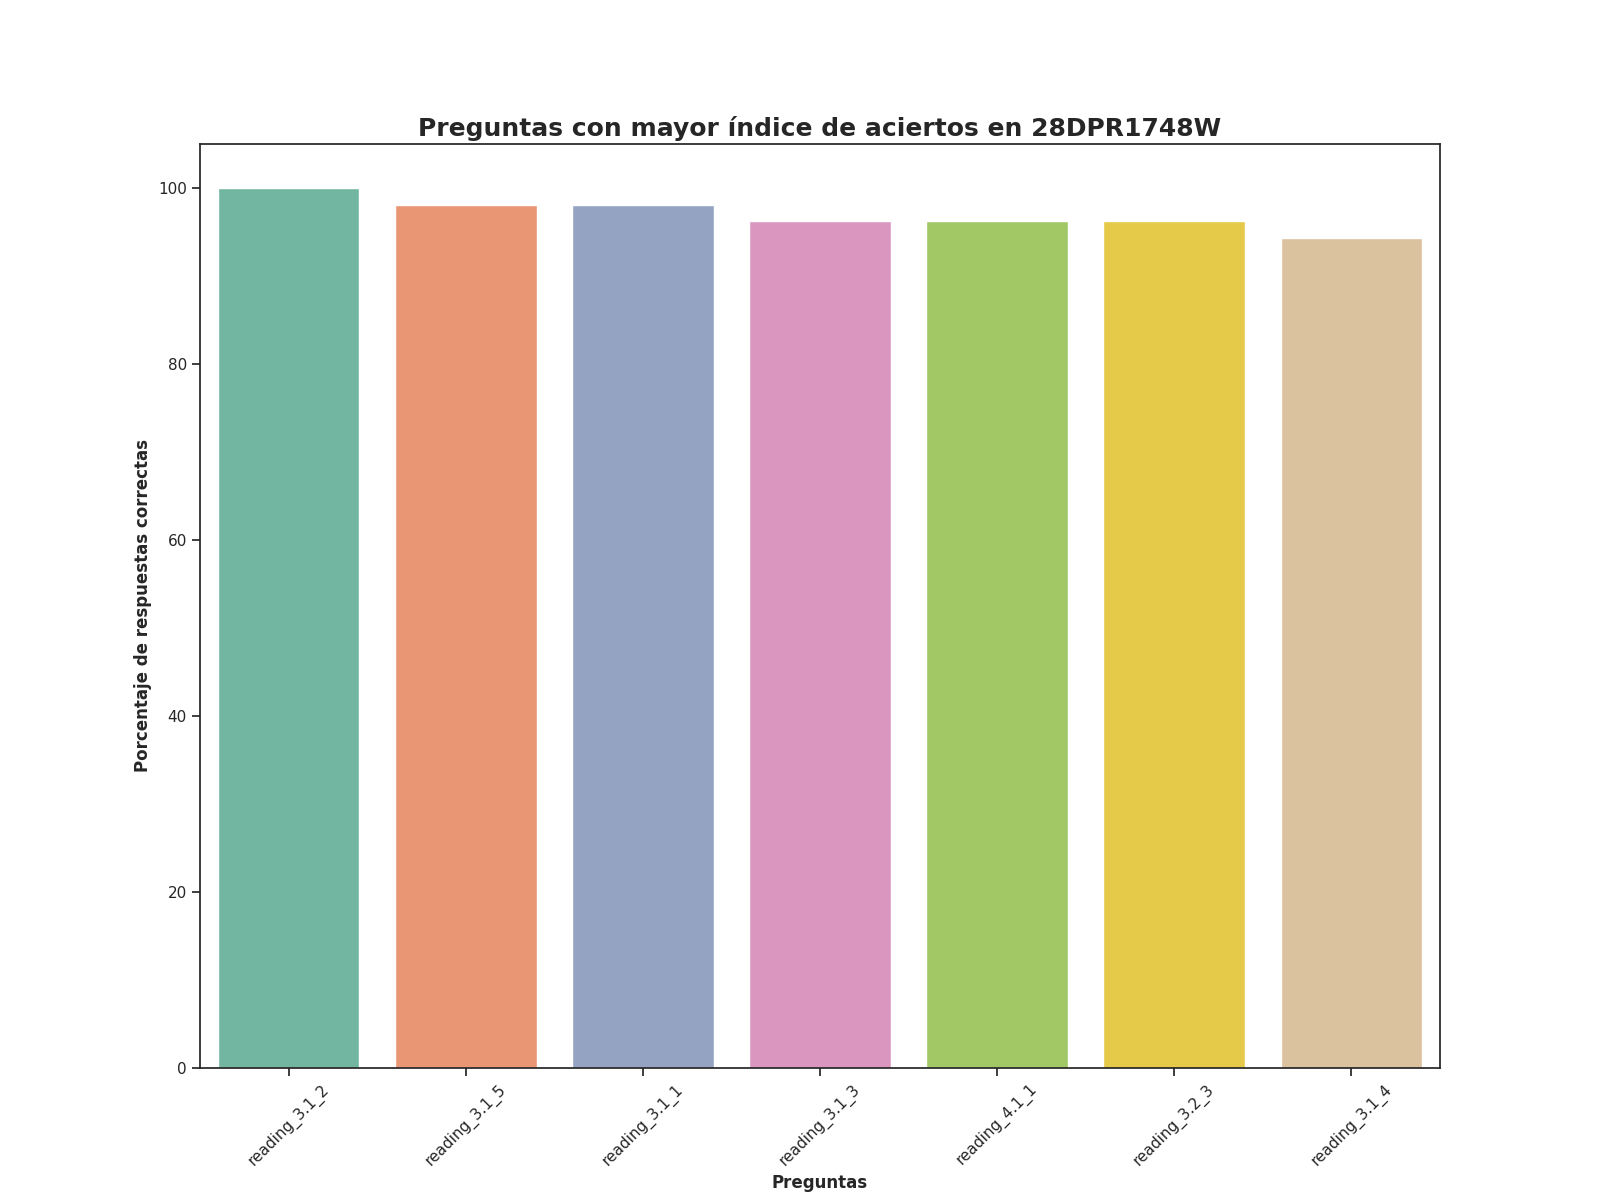 Preguntas con mayor índice de aciertos en 28DPR1748W
Porcentaje de respuestas correctas
100
80
60
40
20
0
reading_3.1_2
reading_3.1_5
reading_3.1_1
reading_3.1_3
reading_4.1_1
reading_3.2_3
reading_3.1_4
Preguntas